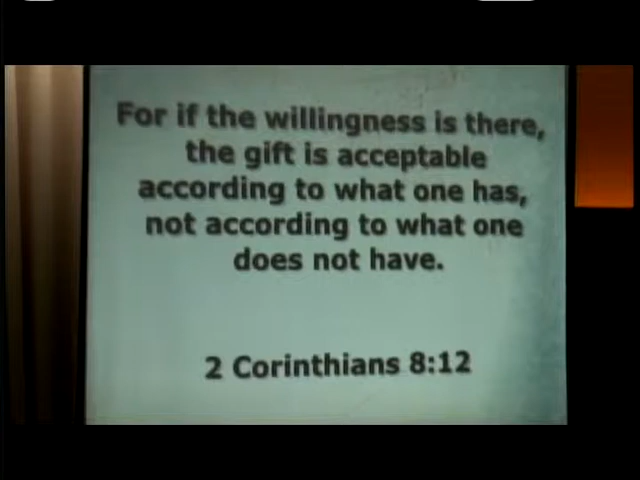 For if the willingness is there,
the gift is acceptable
according to what one has,
not according to what one
does not have.
2 Corinthians 8:12